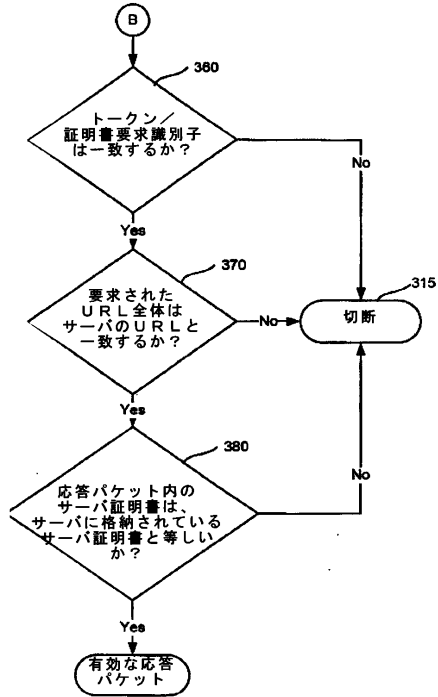 B
360
トークン／
証明書要求識別子
は一致するか？
No
Yes
370
要求された
ＵＲＬ全体は
サーバのＵＲＬと
一致するか？
No
315
切断
Yes
380
応答パケット内の
サーバ証明書は、
サーバに格納されている
サーバ証明書と等しい
か？
No
Yes
有効な応答
パケット